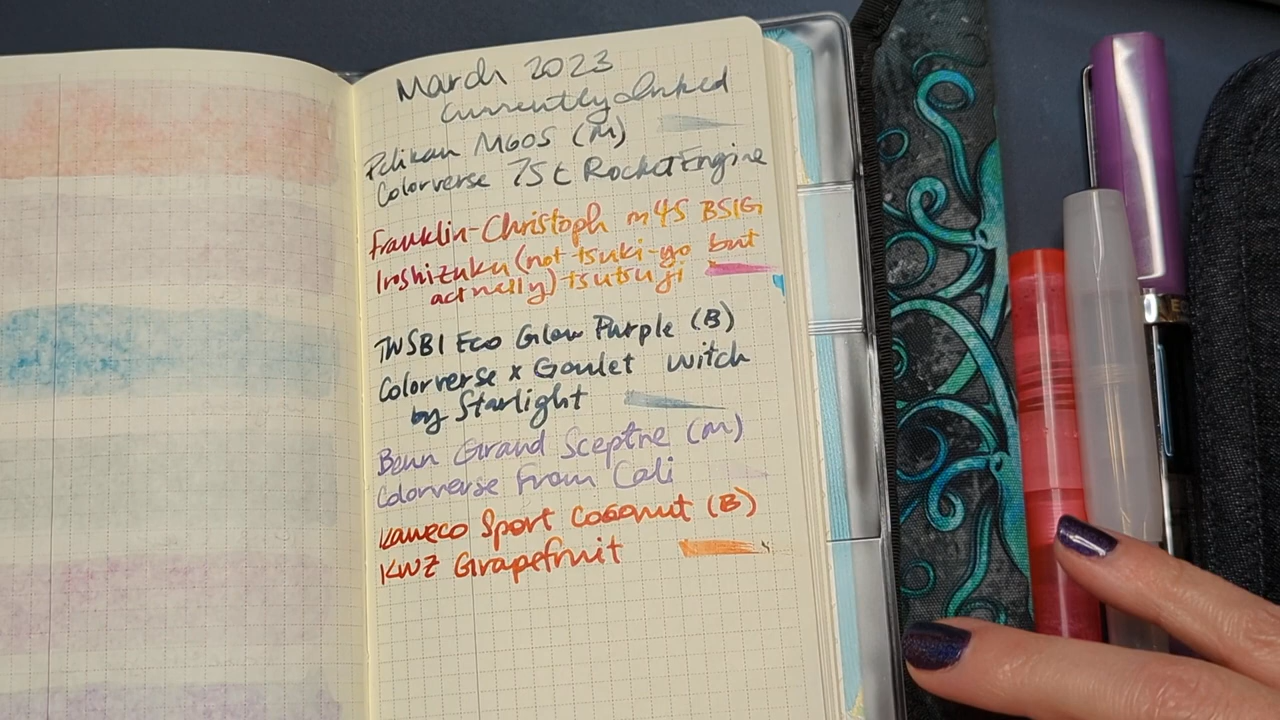 March 2023
Currently Inked
Pelikan M605 (M)
Colorverse 75t Rocket Engine
Franklin-Christoph m45 BSIG
Iroshizuku (not tsuki-yo but
actually) tsutsuji
TWSBI Eco Glow Purple (B)
Colorverse x Goulet Witch
by Starlight
Benu Grand Sceptre (M)
Colorverse From Cali
Kaweco Sport Coconut (B)
KWZ Grapefruit